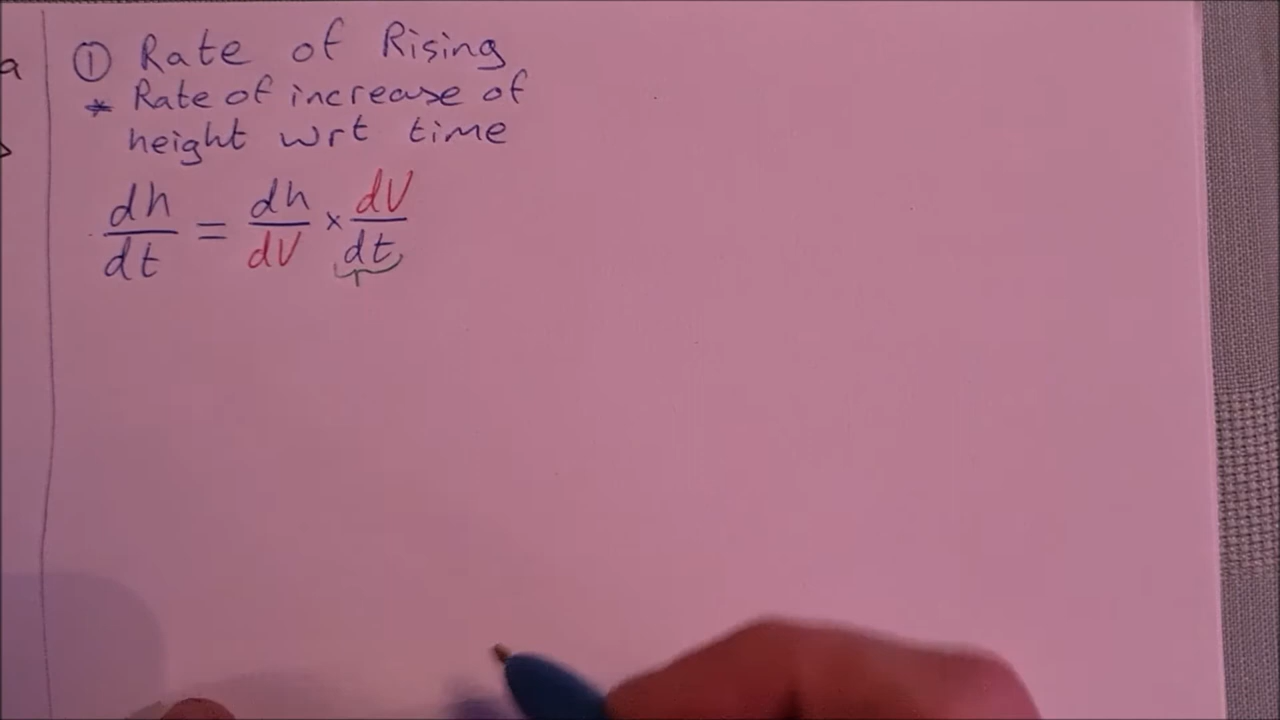 a
① Rate of Rising
* Rate of increase of
height wrt time
dh/dt = dh/dV × dV/dt